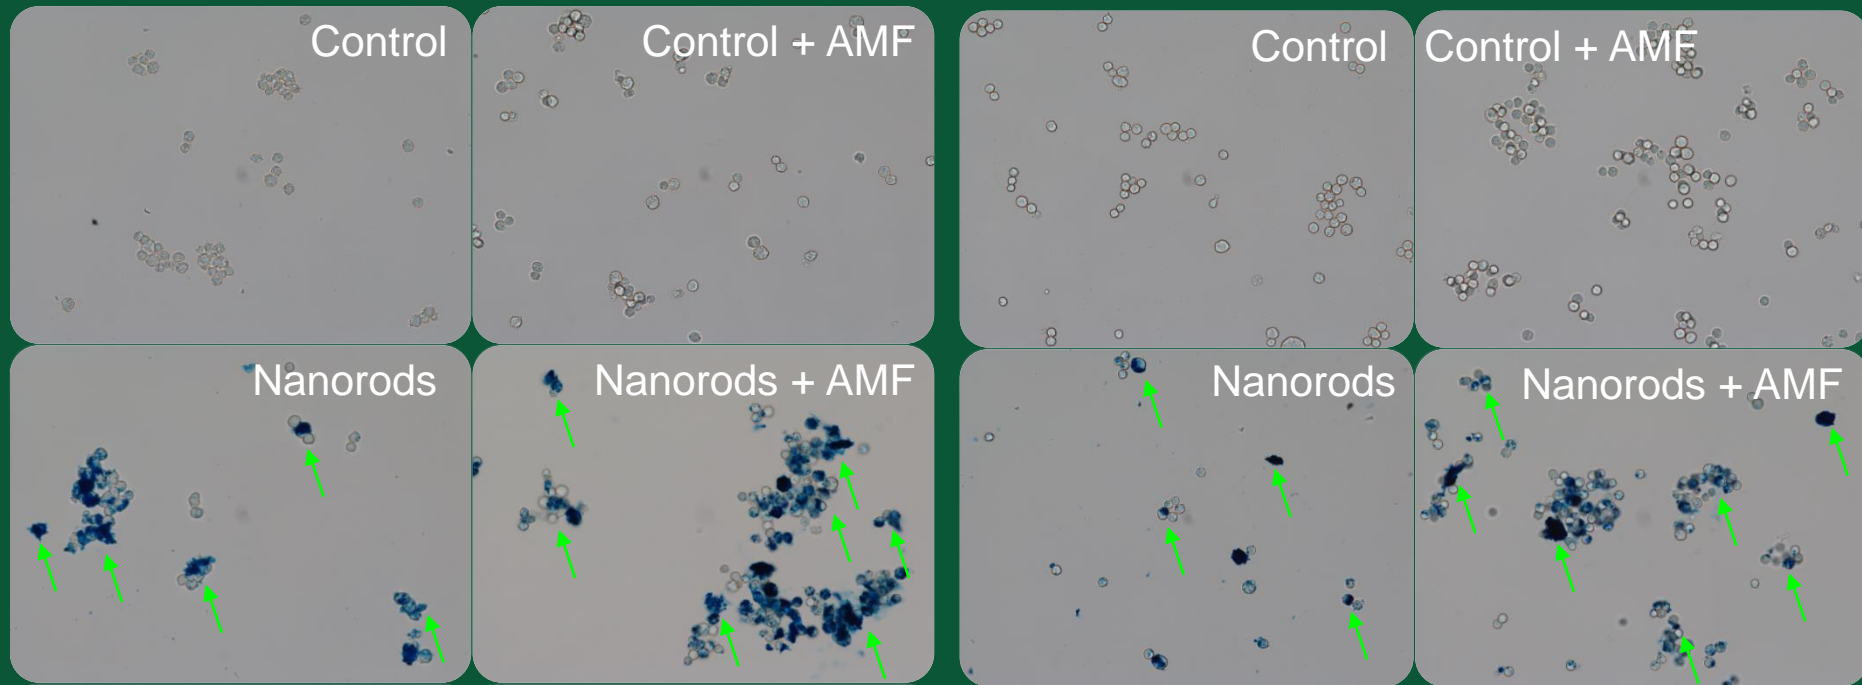 Control
Control + AMF
Control
Control + AMF
Nanorods
Nanorods + AMF
Nanorods
Nanorods + AMF